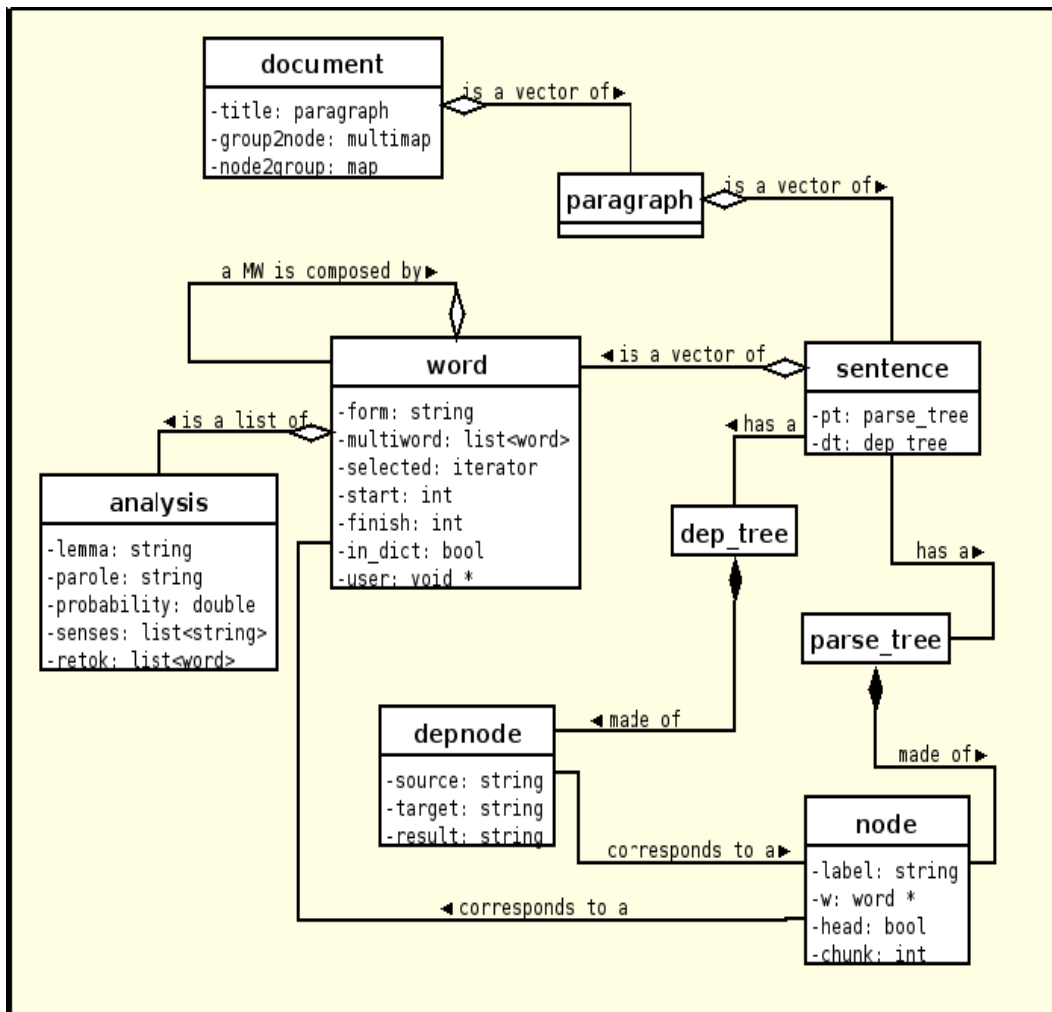 document
-title: paragraph
-group2node: multimap
-node2group: map
is a vector of
paragraph
is a vector of
a MW is composed by
word
-form: string
-multiword: list<word>
-selected: iterator
-start: int
-finish: int
-in_dict: bool
-user: void *
is a vector of
sentence
-pt: parse_tree
-dt: dep_tree
is a list of
analysis
-lemma: string
-parole: string
-probability: double
-senses: list<string>
-retok: list<word>
has a
dep_tree
has a
parse_tree
made of
depnode
-source: string
-target: string
-result: string
made of
node
-label: string
-w: word *
-head: bool
-chunk: int
corresponds to a
corresponds to a